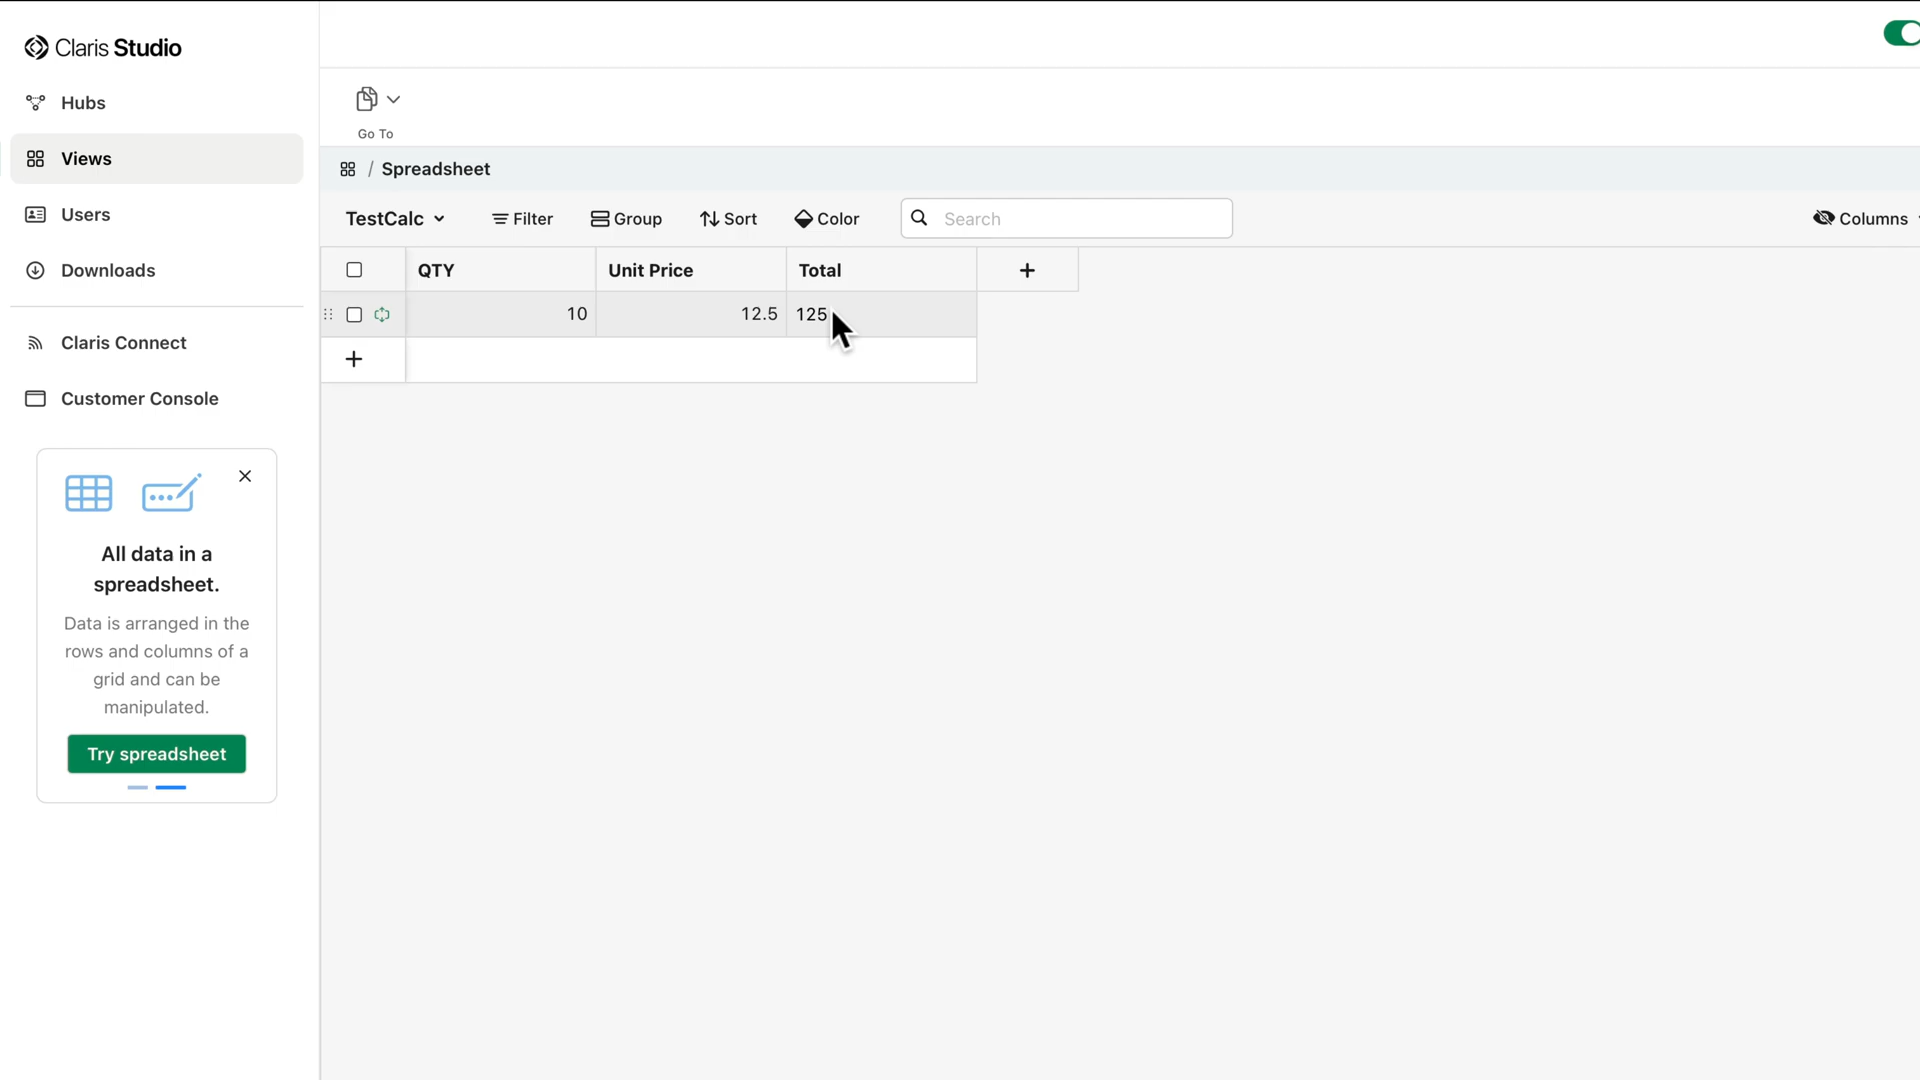 Claris Studio
Hubs
Views
Users
Downloads
Claris Connect
Customer Console
All data in a
spreadsheet.
Data is arranged in the
rows and columns of a
grid and can be
manipulated.
Try spreadsheet
Go To
/ Spreadsheet
TestCalc Filter Group Sort Color Search Columns
QTY Unit Price Total +
10 12.5 125
+